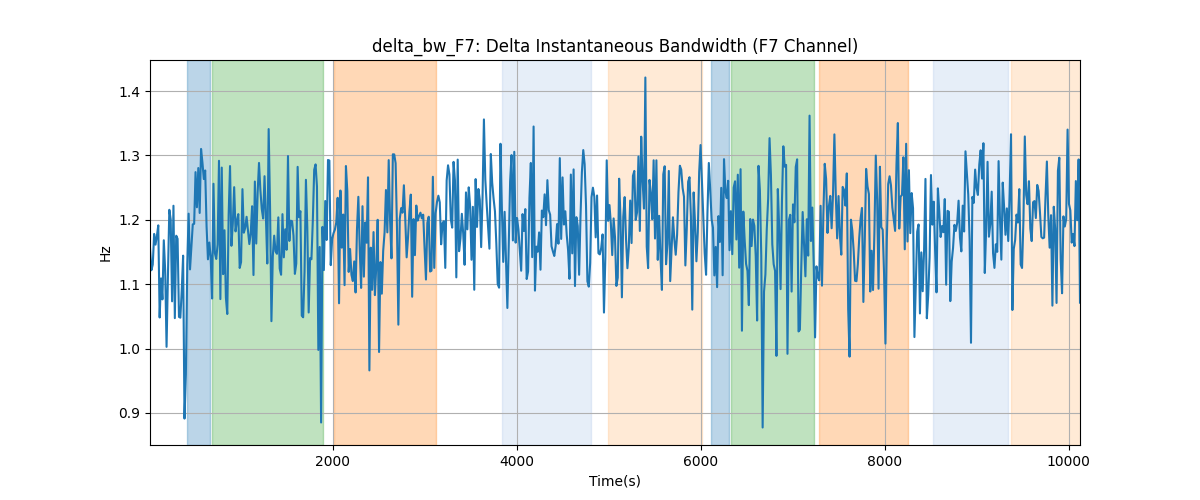 delta_bw_F7: Delta Instantaneous Bandwidth (F7 Channel)
Hz
1.4
1.3
1.2
1.1
1.0
0.9
2000 4000 6000 8000 10000
Time(s)